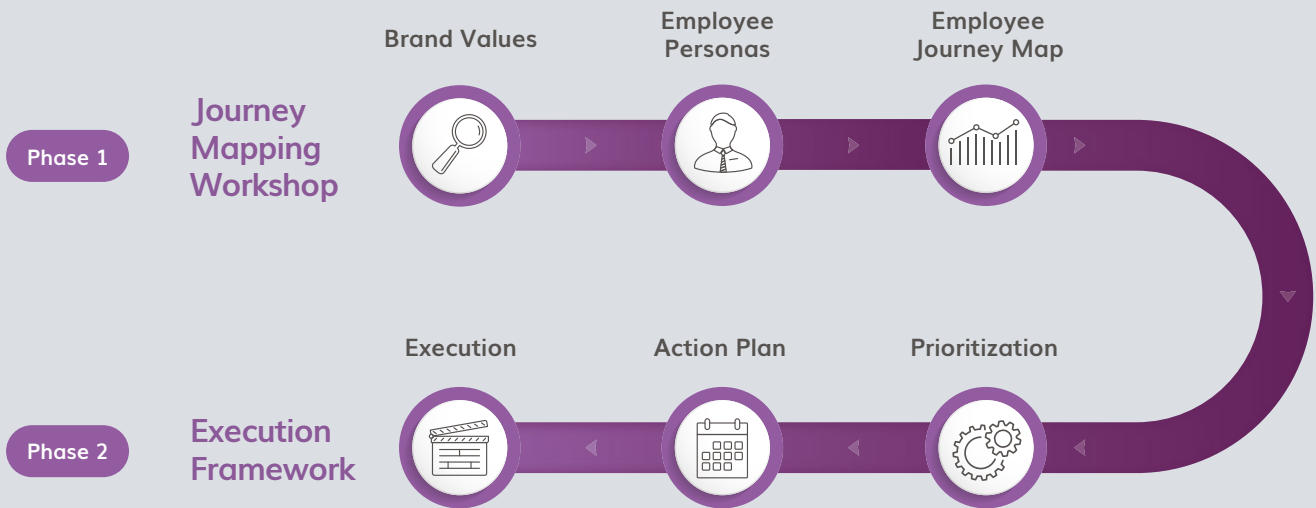 Brand Values
Employee
Personas
Employee
Journey Map
Phase 1
Journey
Mapping
Workshop
Execution
Action Plan
Prioritization
Phase 2
Execution
Framework